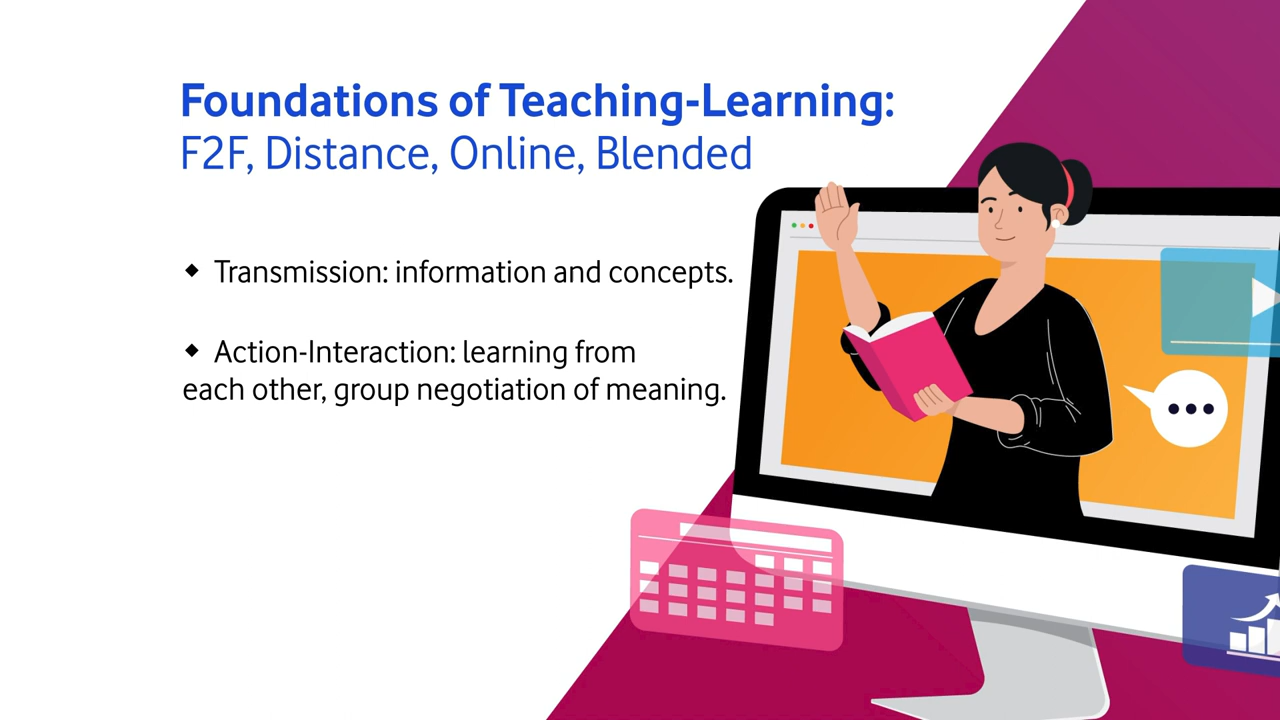 Foundations of Teaching-Learning:
F2F, Distance, Online, Blended
◆ Transmission: information and concepts.
◆ Action-Interaction: learning from
each other, group negotiation of meaning.